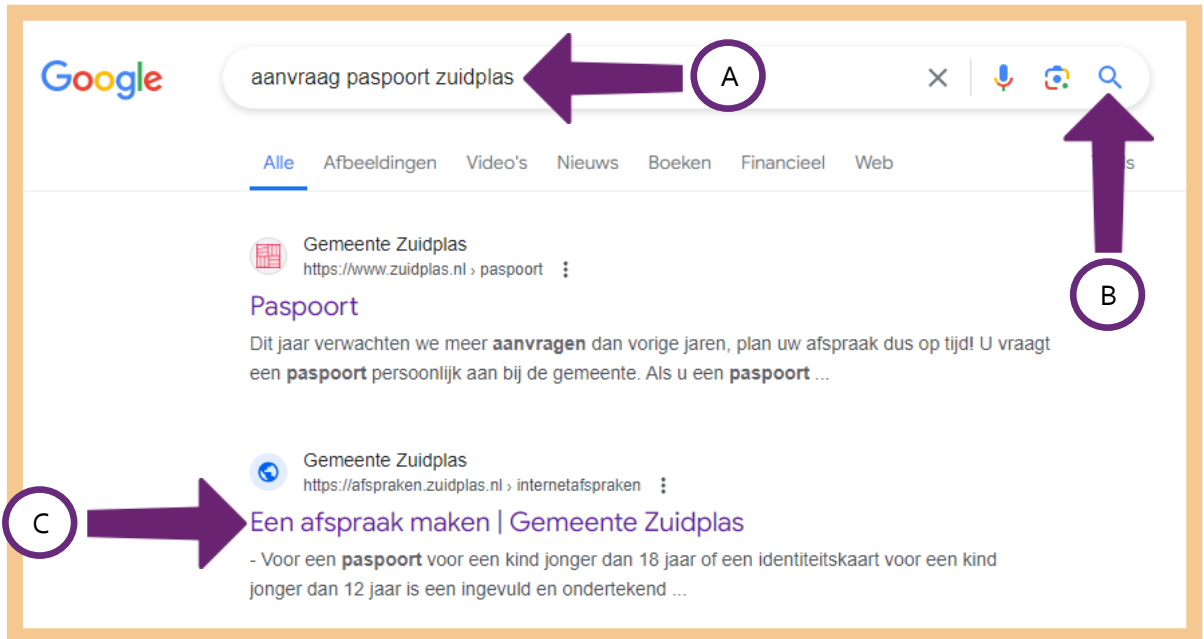 Google
aanvraag paspoort zuidplas
A
Alle Afbeeldingen Video's Nieuws Boeken Financieel Web
B
Gemeente Zuidplas
https://www.zuidplas.nl › paspoort
Paspoort
Dit jaar verwachten we meer aanvragen dan vorige jaren, plan uw afspraak dus op tijd! U vraagt
een paspoort persoonlijk aan bij de gemeente. Als u een paspoort ...
Gemeente Zuidplas
https://afspraken.zuidplas.nl › internetafspraken
C
Een afspraak maken | Gemeente Zuidplas
- Voor een paspoort voor een kind jonger dan 18 jaar of een identiteitskaart voor een kind
jonger dan 12 jaar is een ingevuld en ondertekend ...